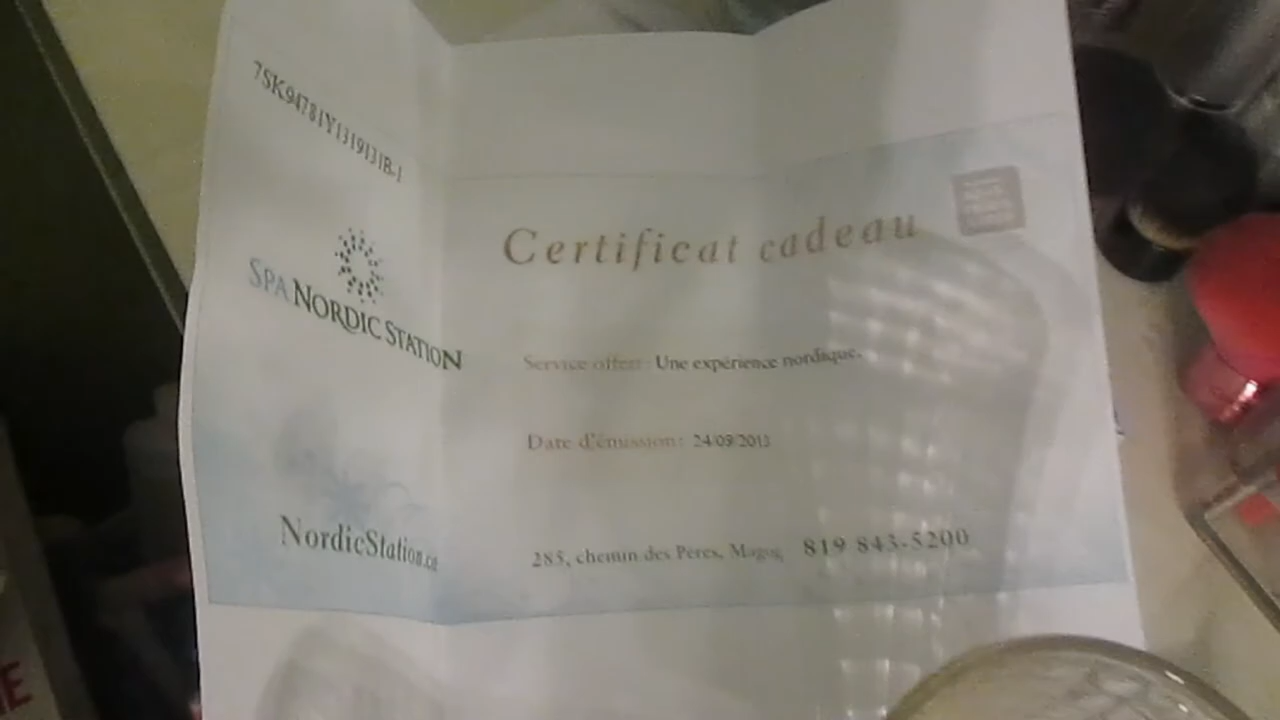 7SK94781Y1319131B-1
SPA NORDIC STATION
Certificat cadeau
Service offert : Une expérience nordique.
Date d'émission : 24/09/2013
NordicStation.ca
285, chemin des Pères, Magog 819 843-5200